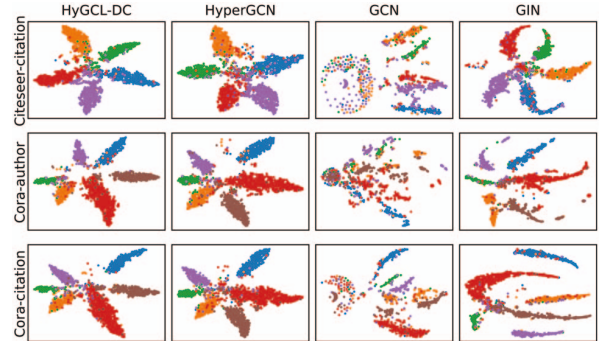 HyGCL-DC HyperGCN GCN GIN
Citeseer-citation
Cora-author
Cora-citation